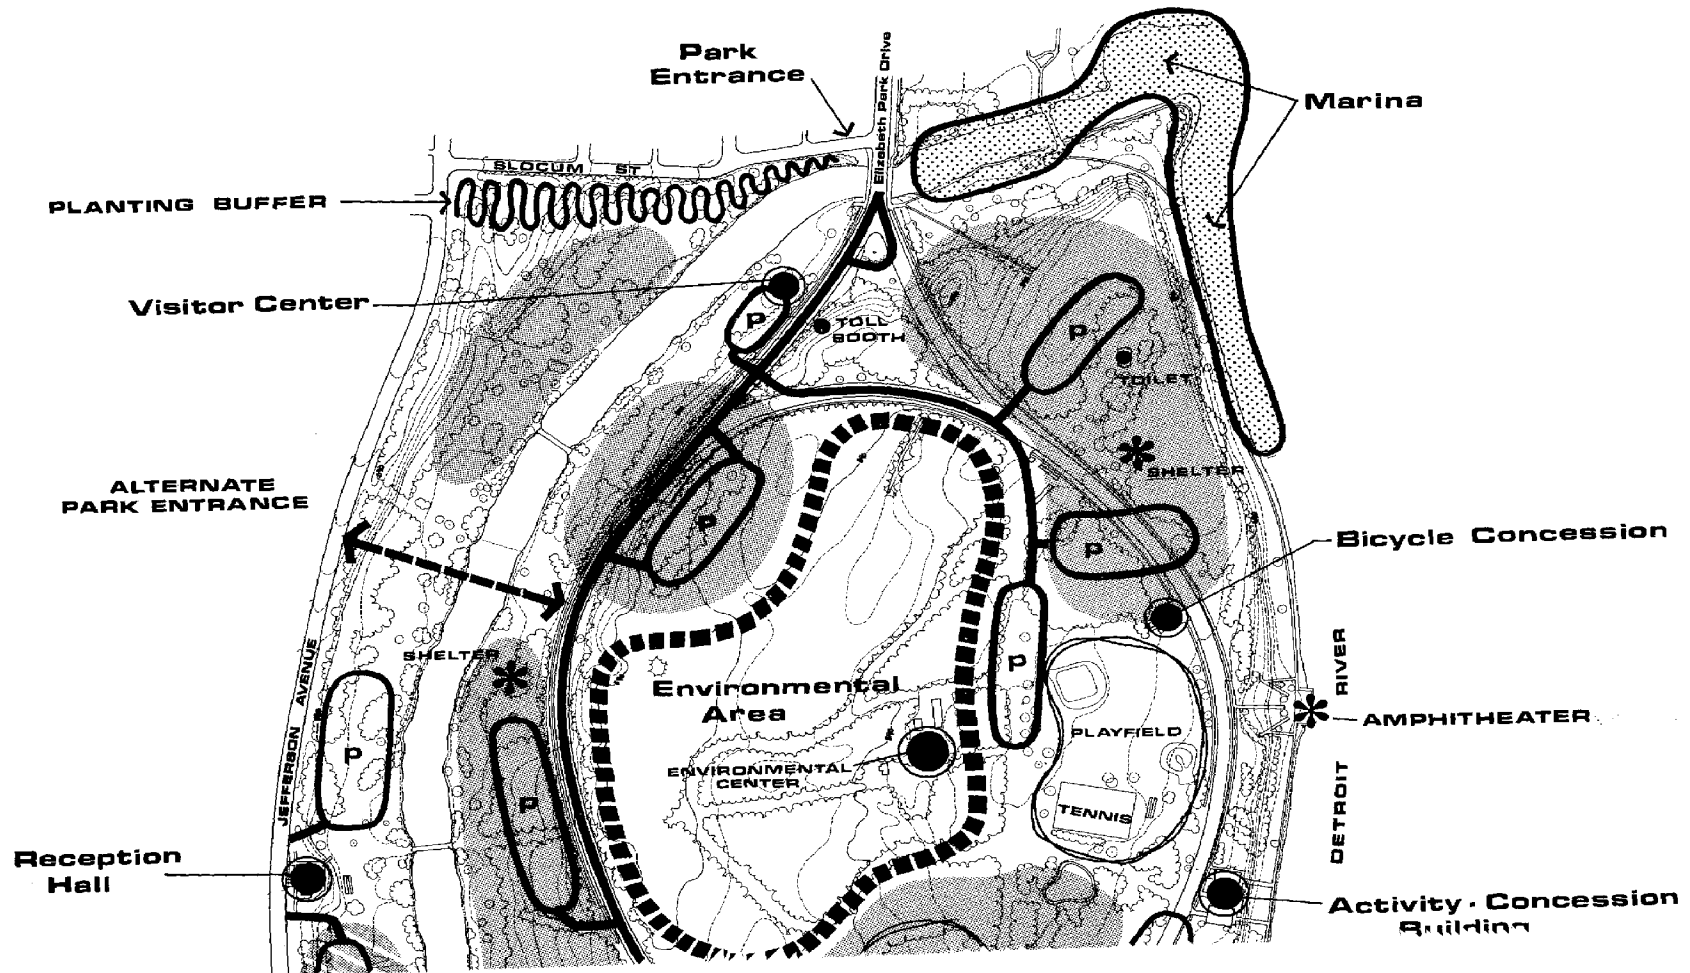 Park
Entrance
Elizabeth Park Drive
Marina
SLOCUM ST
PLANTING BUFFER
Visitor Center
P
TOLL
BOOTH
P
TOILET
ALTERNATE
PARK ENTRANCE
SHELTER
P
P
Bicycle Concession
SHELTER
P
Environmental
Area
RIVER
AMPHITHEATER
PLAYFIELD
JEFFERSON AVENUE
P
ENVIRONMENTAL
CENTER
P
TENNIS
DETROIT
Reception
Hall
Activity · Concession
Building